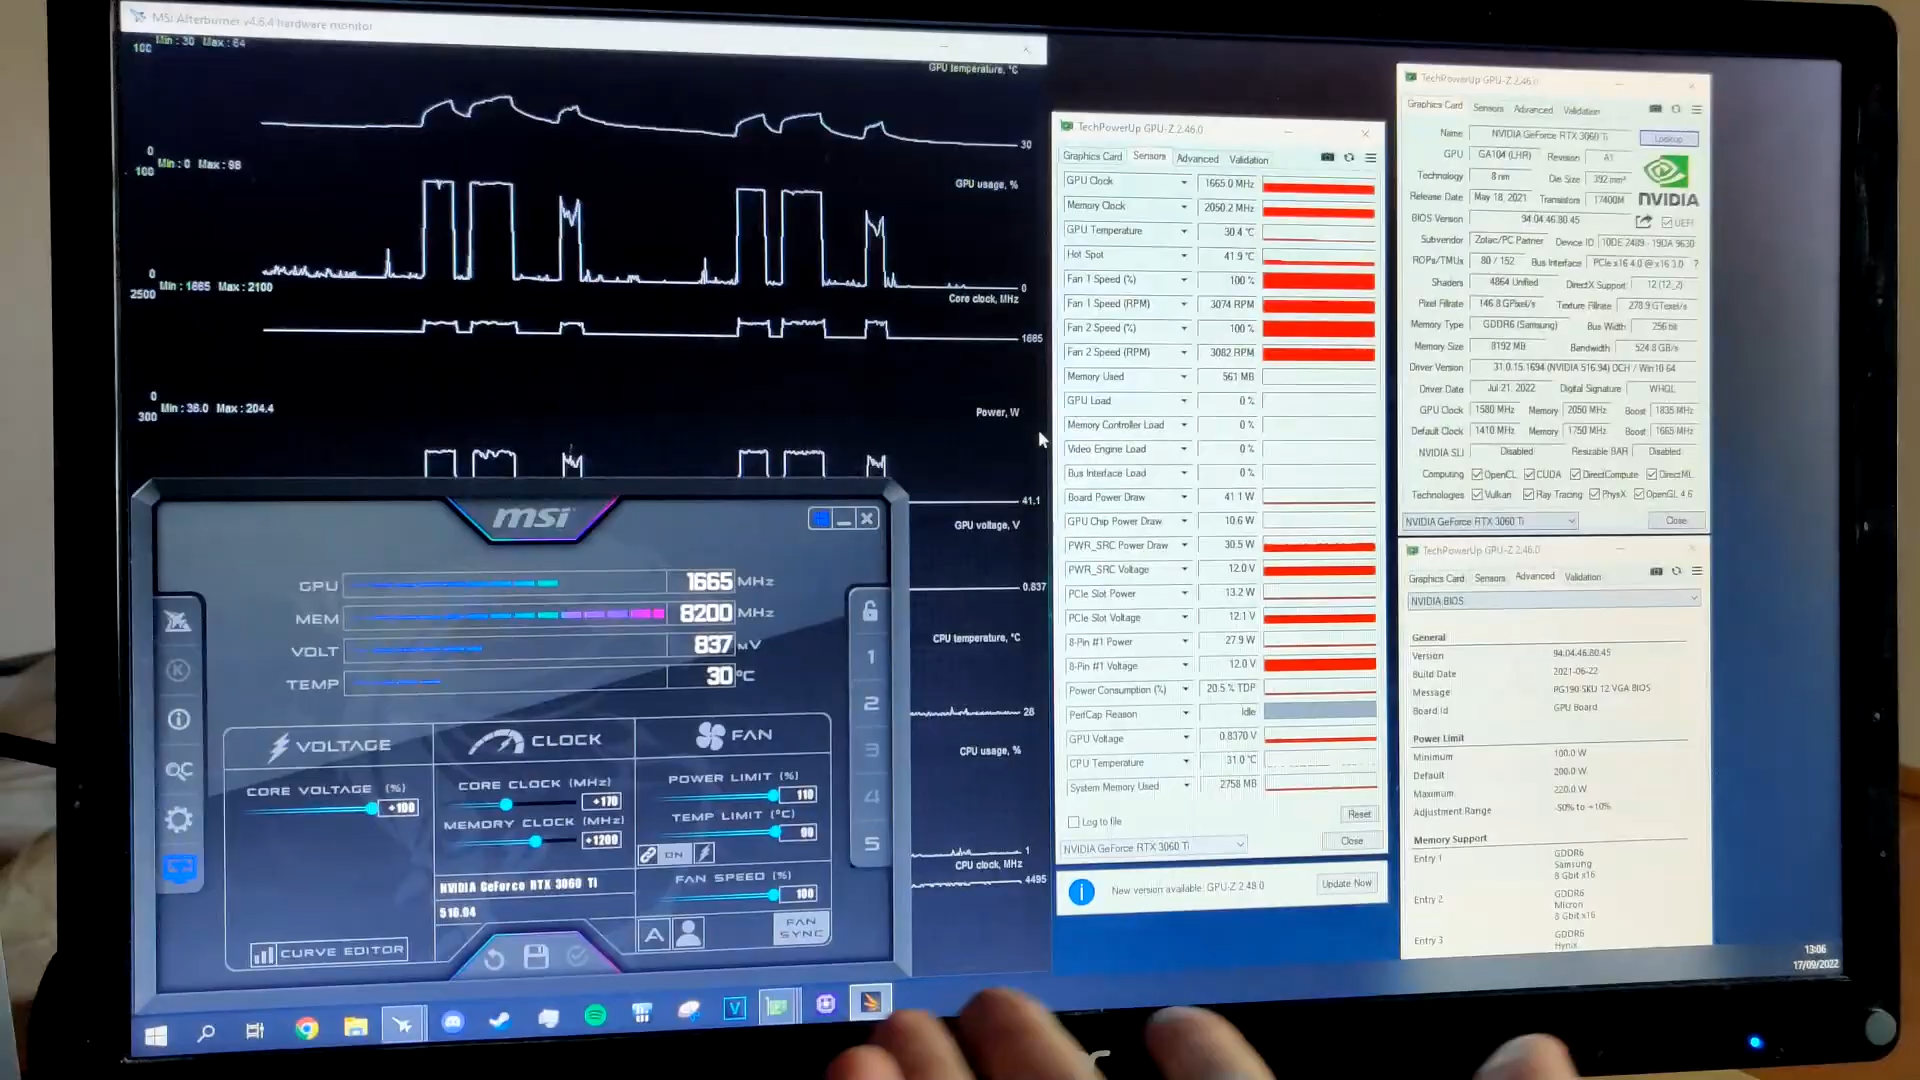 MSI Afterburner v4.6.4 hardware monitor
100
Min : 30 Max : 64
GPU temperature, °C
0
30
100
Min : 0 Max : 98
GPU usage, %
0
0
2500
Min : 1665 Max : 2100
Core clock, MHz
0
1665
300
Min : 36.0 Max : 204.4
Power, W
41.1
GPU voltage, V
0.837
CPU temperature, °C
28
CPU usage, %
1
CPU clock, MHz
4495
msi
GPU 1665 MHz
MEM 8200 MHz
VOLT 837 MV
TEMP 30 °C
VOLTAGE
CORE VOLTAGE (%)
+100
CURVE EDITOR
CLOCK
CORE CLOCK (MHz)
+170
MEMORY CLOCK (MHz)
+1200
NVIDIA GeForce RTX 3060 Ti
516.94
FAN
POWER LIMIT (%)
110
TEMP LIMIT (°C)
90
ON
FAN SPEED (%)
100
A
FAN SYNC
K
OC
1
2
3
4
5
TechPowerUp GPU-Z 2.46.0
Graphics Card Sensors Advanced Validation
GPU Clock 1665.0 MHz
Memory Clock 2050.2 MHz
GPU Temperature 30.4 °C
Hot Spot 41.9 °C
Fan 1 Speed (%) 100 %
Fan 1 Speed (RPM) 3074 RPM
Fan 2 Speed (%) 100 %
Fan 2 Speed (RPM) 3082 RPM
Memory Used 561 MB
GPU Load 0 %
Memory Controller Load 0 %
Video Engine Load 0 %
Bus Interface Load 0 %
Board Power Draw 41.1 W
GPU Chip Power Draw 10.6 W
PWR_SRC Power Draw 30.5 W
PWR_SRC Voltage 12.0 V
PCIe Slot Power 13.2 W
PCIe Slot Voltage 12.1 V
8-Pin #1 Power 27.9 W
8-Pin #1 Voltage 12.0 V
Power Consumption (%) 20.5 % TDP
PerfCap Reason Idle
GPU Voltage 0.8370 V
CPU Temperature 31.0 °C
System Memory Used 2758 MB
Log to file
Reset
NVIDIA GeForce RTX 3060 Ti
Close
New version available: GPU-Z 2.48.0
Update Now
TechPowerUp GPU-Z 2.46.0
Graphics Card Sensors Advanced Validation
Name NVIDIA GeForce RTX 3060 Ti Lookup
GPU GA104 (LHR) Revision A1
Technology 8 nm Die Size 392 mm²
Release Date May 18, 2021 Transistors 17400M
NVIDIA
BIOS Version 94.04.46.80.45 UEFI
Subvendor Zotac/PC Partner Device ID 10DE 2489 - 19DA 9630
ROPs/TMUs 80 / 152 Bus Interface PCIe x16 4.0 @ x16 3.0 ?
Shaders 4864 Unified DirectX Support 12 (12_2)
Pixel Fillrate 146.8 GPixel/s Texture Fillrate 278.9 GTexel/s
Memory Type GDDR6 (Samsung) Bus Width 256 bit
Memory Size 8192 MB Bandwidth 524.8 GB/s
Driver Version 31.0.15.1694 (NVIDIA 516.94) DCH / Win10 64
Driver Date Jul 21, 2022 Digital Signature WHQL
GPU Clock 1580 MHz Memory 2050 MHz Boost 1835 MHz
Default Clock 1410 MHz Memory 1750 MHz Boost 1665 MHz
NVIDIA SLI Disabled Resizable BAR Disabled
Computing OpenCL CUDA DirectCompute DirectML
Technologies Vulkan Ray Tracing PhysX OpenGL 4.6
NVIDIA GeForce RTX 3060 Ti
Close
TechPowerUp GPU-Z 2.46.0
Graphics Card Sensors Advanced Validation
NVIDIA BIOS
General
Version 94.04.46.80.45
Build Date 2021-06-22
Message PG190 SKU 12 VGA BIOS
Board Id GPU Board
Power Limit
Minimum 100.0 W
Default 200.0 W
Maximum 220.0 W
Adjustment Range -50% to +10%
Memory Support
Entry 1 GDDR6
Samsung
8 Gbit x16
Entry 2 GDDR6
Micron
8 Gbit x16
Entry 3 GDDR6
Hynix
13:06
17/09/2022
V